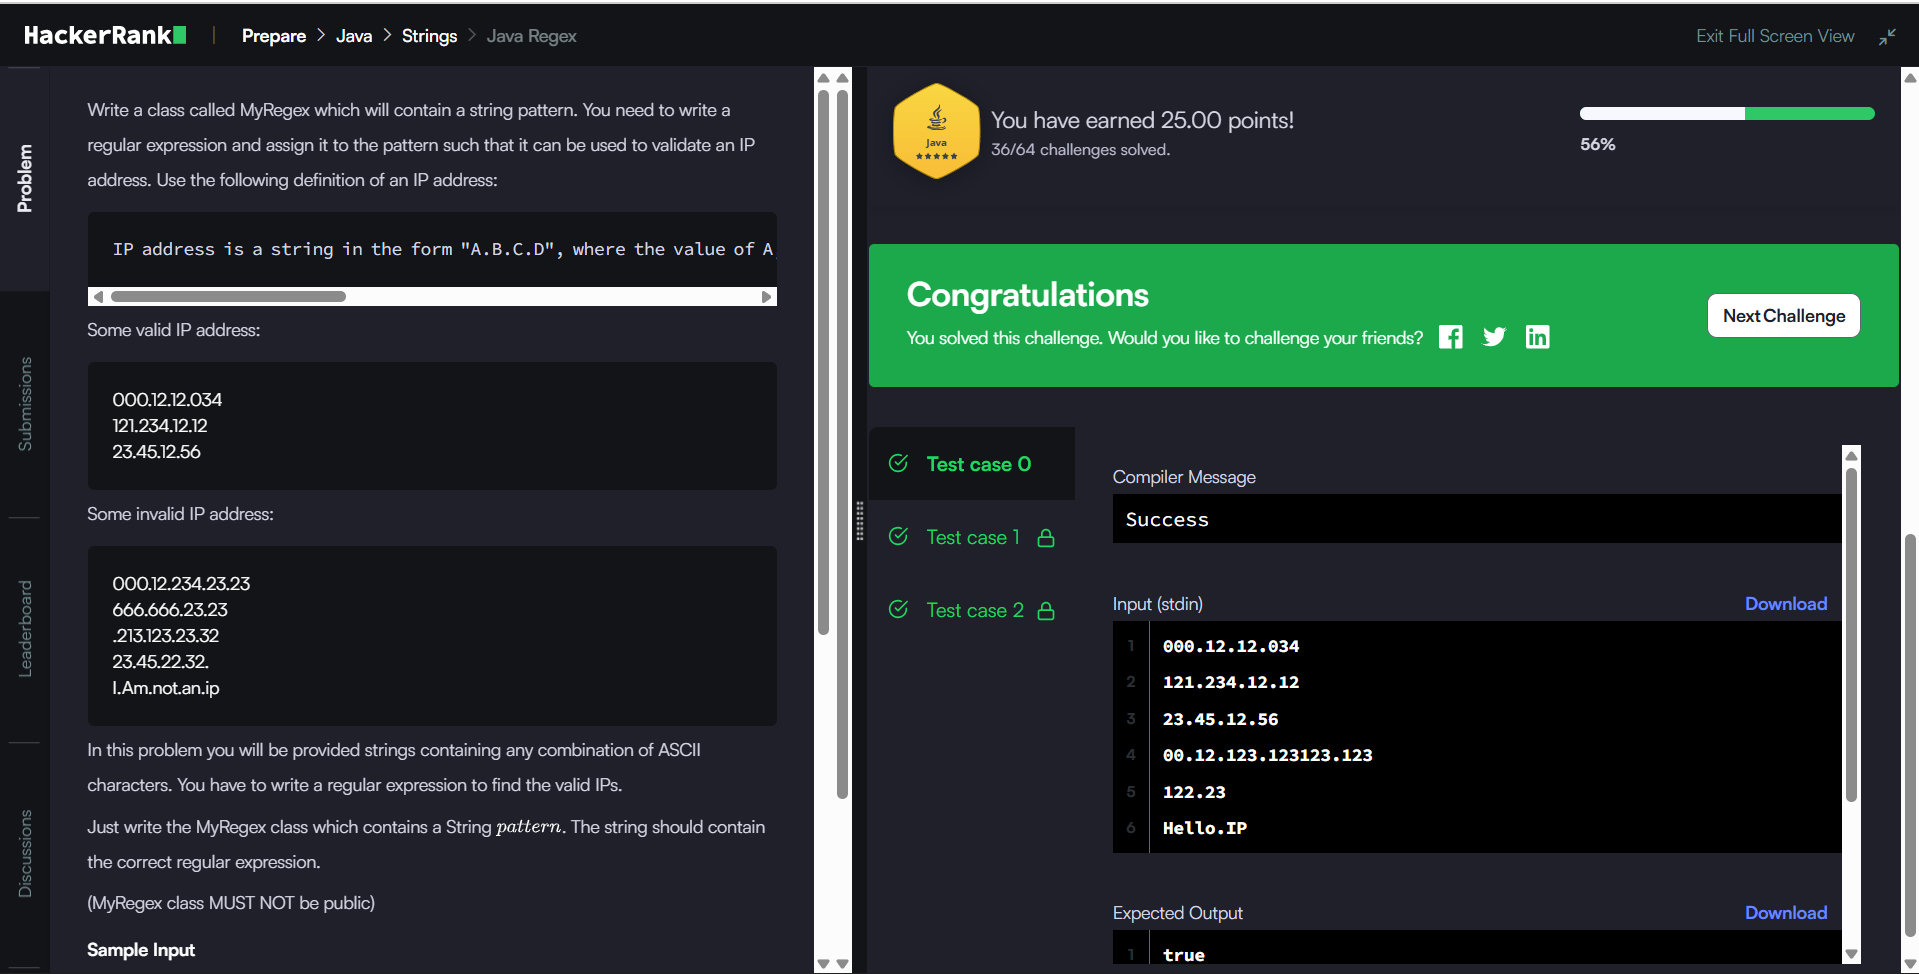 HackerRank
Prepare > Java > Strings > Java Regex
Exit Full Screen View
Problem
Submissions
Leaderboard
Discussions
Write a class called MyRegex which will contain a string pattern. You need to write a
regular expression and assign it to the pattern such that it can be used to validate an IP
address. Use the following definition of an IP address:
IP address is a string in the form "A.B.C.D", where the value of A,
Some valid IP address:
000.12.12.034
121.234.12.12
23.45.12.56
Some invalid IP address:
000.12.234.23.23
666.666.23.23
.213.123.23.32
23.45.22.32.
I.Am.not.an.ip
In this problem you will be provided strings containing any combination of ASCII
characters. You have to write a regular expression to find the valid IPs.
Just write the MyRegex class which contains a String pattern. The string should contain
the correct regular expression.
(MyRegex class MUST NOT be public)
Sample Input
Java
You have earned 25.00 points!
36/64 challenges solved.
56%
Congratulations
You solved this challenge. Would you like to challenge your friends?
Next Challenge
Test case 0
Test case 1
Test case 2
Compiler Message
Success
Input (stdin)
Download
1 000.12.12.034
2 121.234.12.12
3 23.45.12.56
4 00.12.123.123123.123
5 122.23
6 Hello.IP
Expected Output
Download
1 true